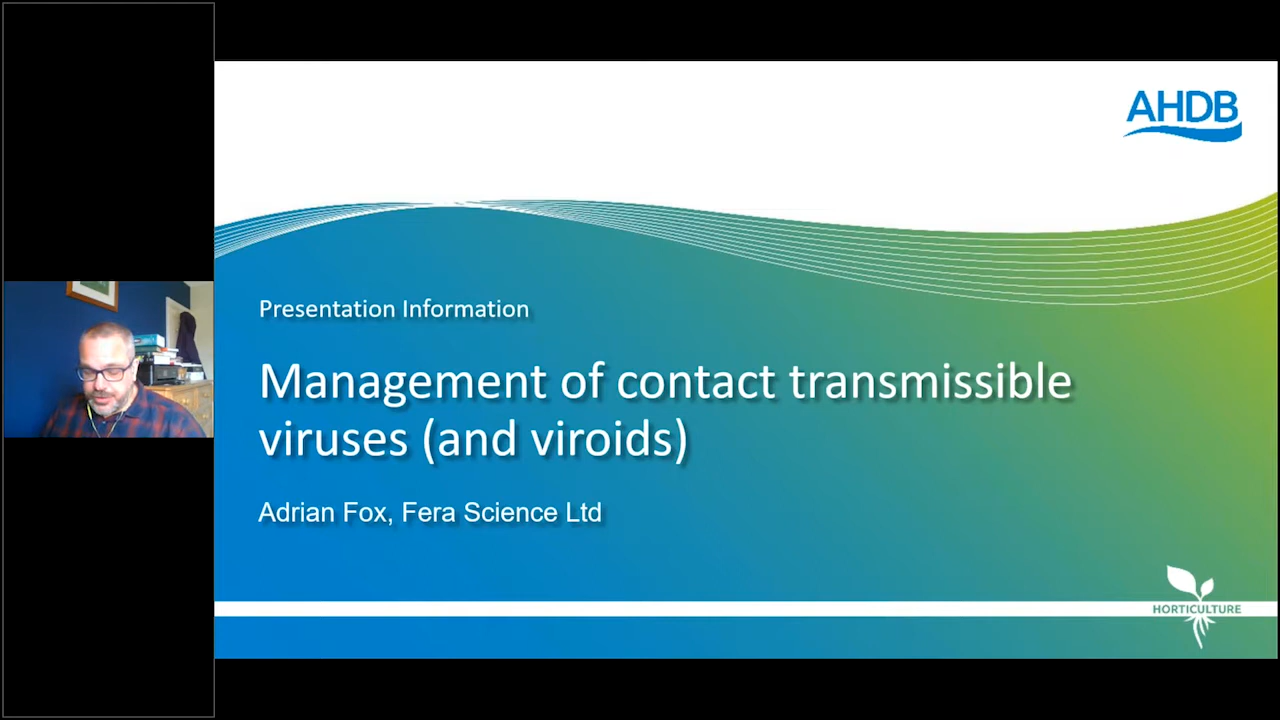 AHDB
Presentation Information
Management of contact transmissible
viruses (and viroids)
Adrian Fox, Fera Science Ltd
HORTICULTURE